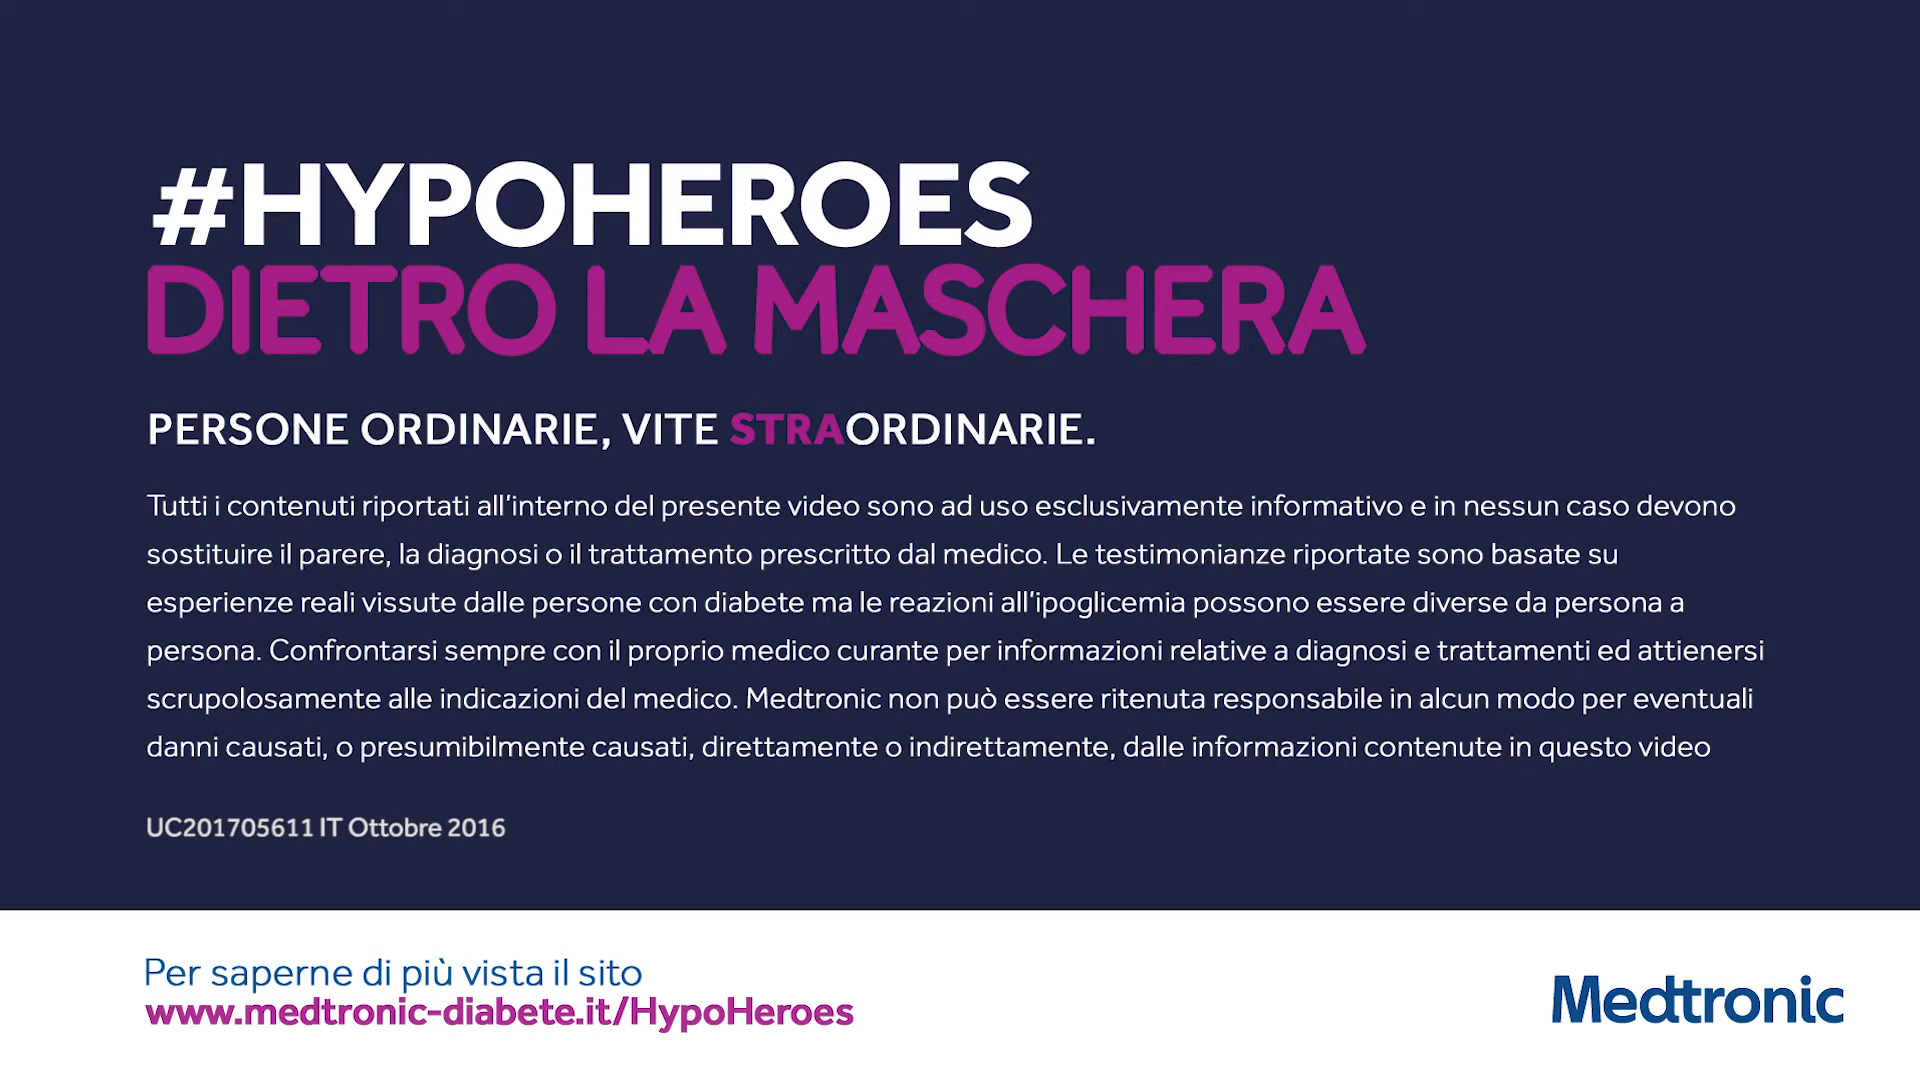 #HYPOHEROES
DIETRO LA MASCHERA
PERSONE ORDINARIE, VITE STRAORDINARIE.
Tutti i contenuti riportati all'interno del presente video sono ad uso esclusivamente informativo e in nessun caso devono
sostituire il parere, la diagnosi o il trattamento prescritto dal medico. Le testimonianze riportate sono basate su
esperienze reali vissute dalle persone con diabete ma le reazioni all'ipoglicemia possono essere diverse da persona a
persona. Confrontarsi sempre con il proprio medico curante per informazioni relative a diagnosi e trattamenti ed attienersi
scrupolosamente alle indicazioni del medico. Medtronic non può essere ritenuta responsabile in alcun modo per eventuali
danni causati, o presumibilmente causati, direttamente o indirettamente, dalle informazioni contenute in questo video
UC201705611 IT Ottobre 2016
Per saperne di più vista il sito
www.medtronic-diabete.it/HypoHeroes
Medtronic